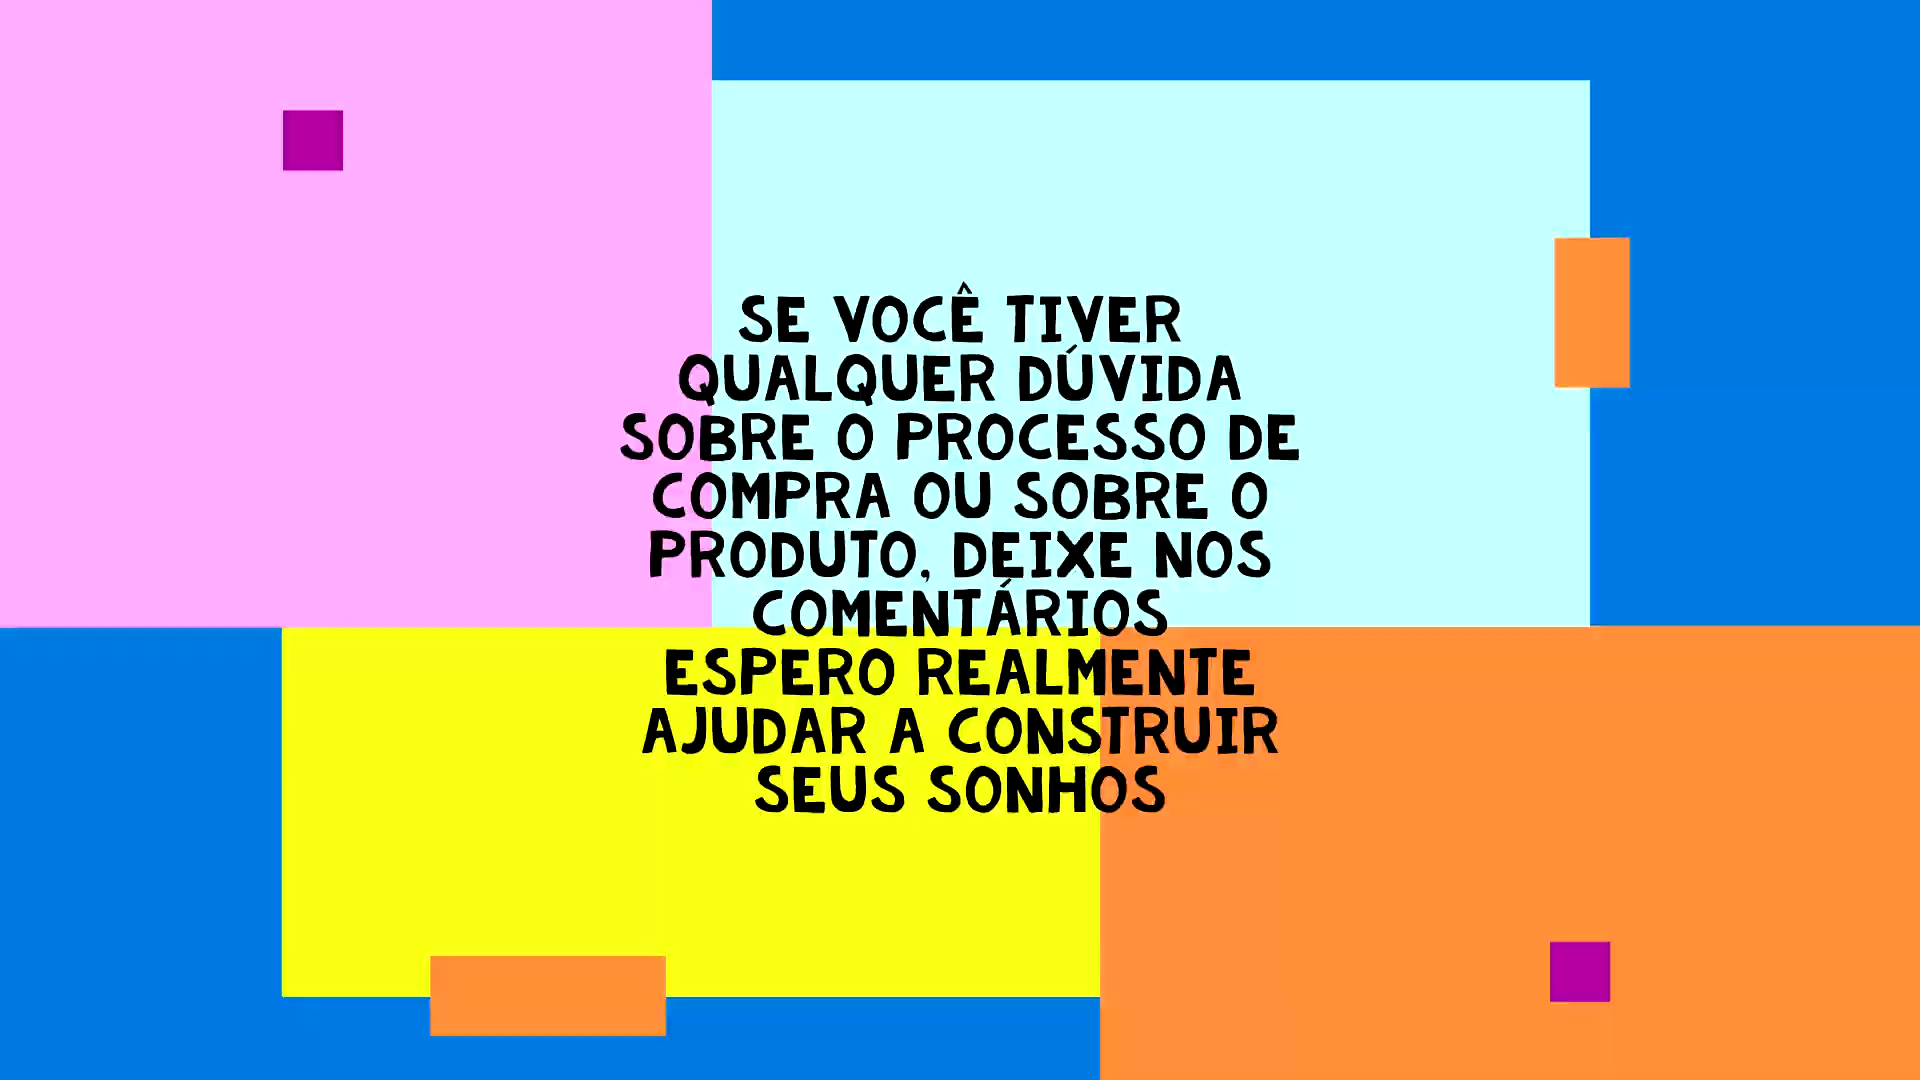 SE VOCÊ TIVER
QUALQUER DÚVIDA
SOBRE O PROCESSO DE
COMPRA OU SOBRE O
PRODUTO, DEIXE NOS
COMENTÁRIOS
ESPERO REALMENTE
AJUDAR A CONSTRUIR
SEUS SONHOS